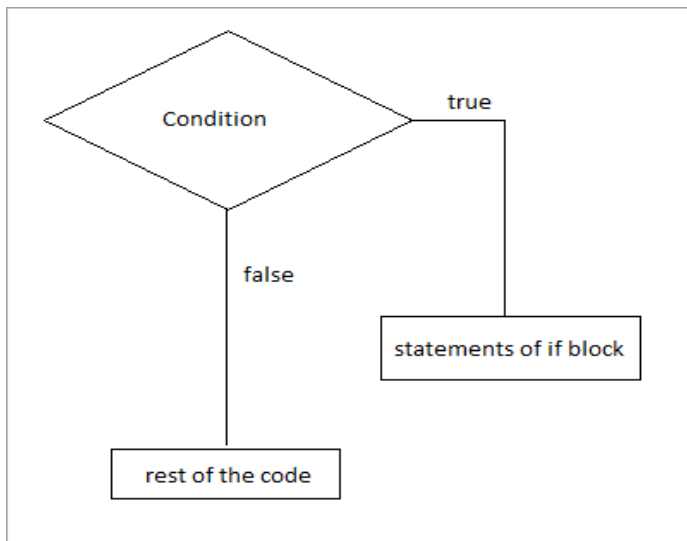 Condition
true
false
statements of if block
rest of the code